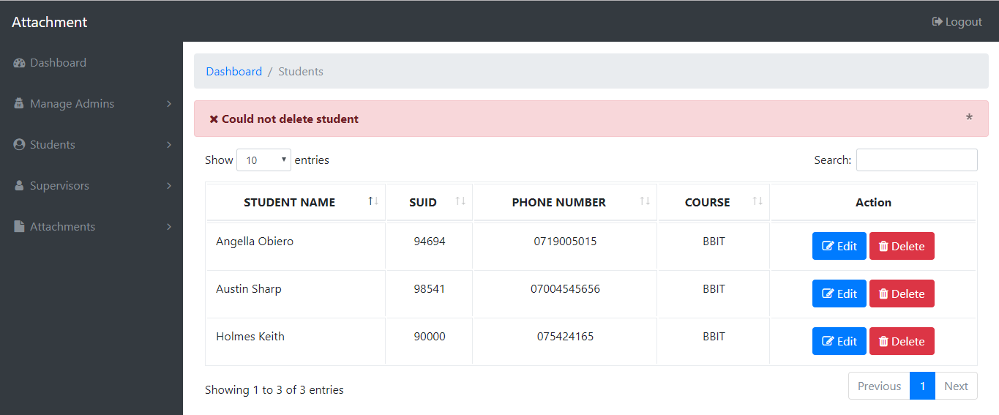 Attachment
Logout
Dashboard
Manage Admins
Students
Supervisors
Attachments
Dashboard / Students
Could not delete student *
Show 10 entries
Search:
STUDENT NAME SUID PHONE NUMBER COURSE Action
Angella Obiero 94694 0719005015 BBIT Edit Delete
Austin Sharp 98541 07004545656 BBIT Edit Delete
Holmes Keith 90000 075424165 BBIT Edit Delete
Showing 1 to 3 of 3 entries
Previous 1 Next